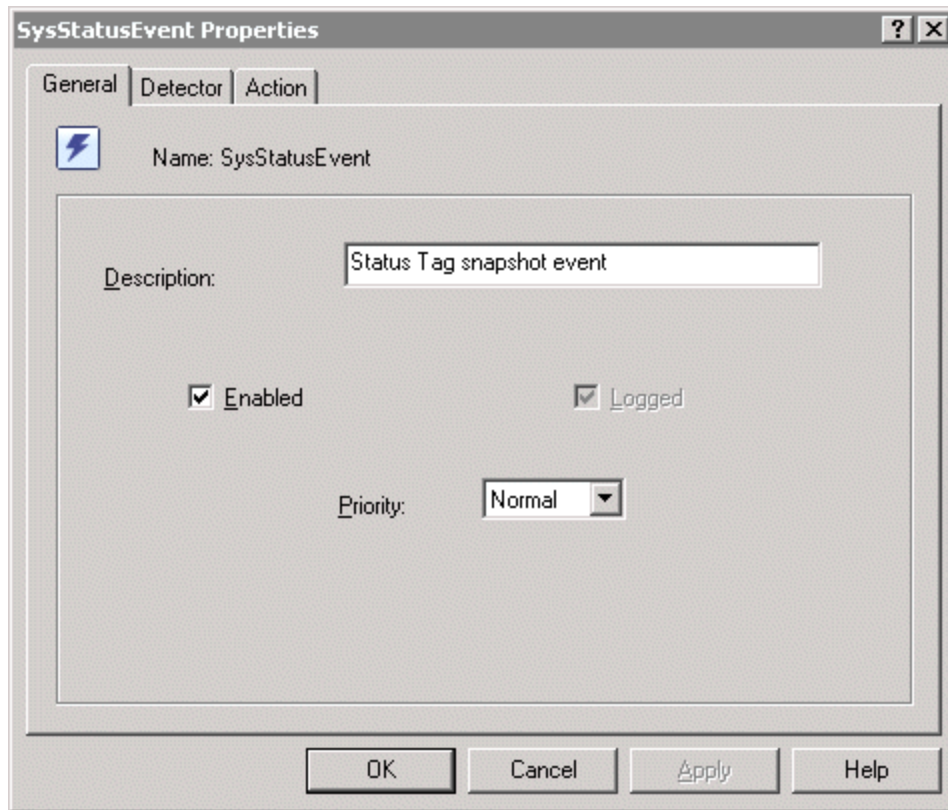 SysStatusEvent Properties
General Detector Action
Name: SysStatusEvent
Description: Status Tag snapshot event
Enabled Logged
Priority: Normal
OK Cancel Apply Help